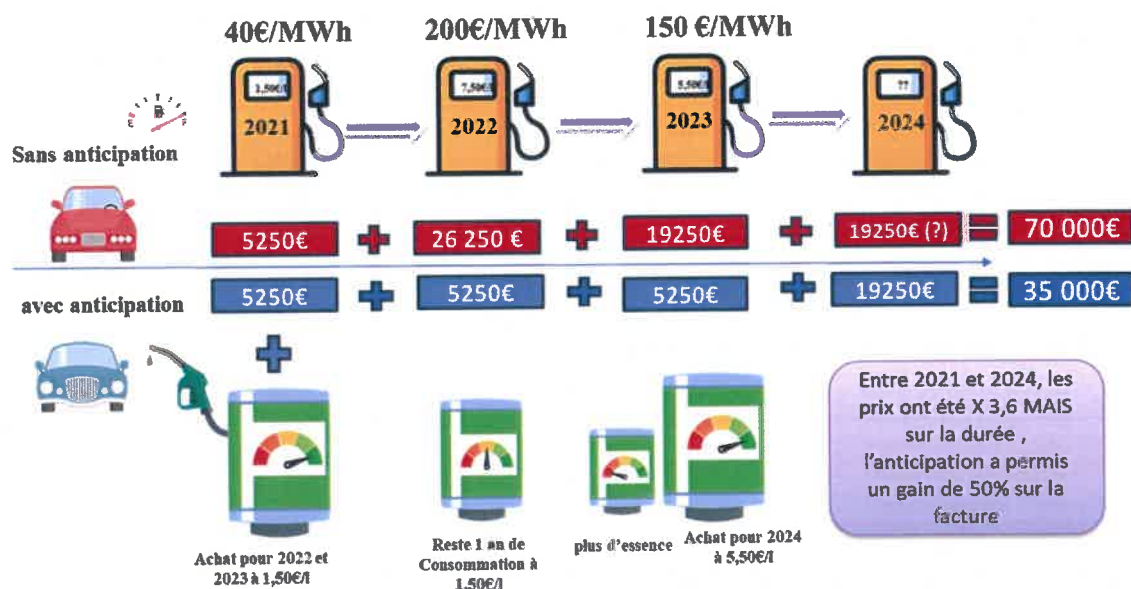 40€/MWh
200€/MWh
150 €/MWh
1,50€/l
7,50€/l
5,50€/l
??
2021
2022
2023
2024
Sans anticipation
5250€ + 26 250 € + 19250€ + 19250€ (?) = 70 000€
avec anticipation
5250€ + 5250€ + 5250€ + 19250€ = 35 000€
+
Entre 2021 et 2024, les
prix ont été X 3,6 MAIS
sur la durée ,
l'anticipation a permis
un gain de 50% sur la
facture
Achat pour 2022 et
2023 à 1,50€/l
Reste 1 an de
Consommation à
1,50€/l
plus d'essence
Achat pour 2024
à 5,50€/l